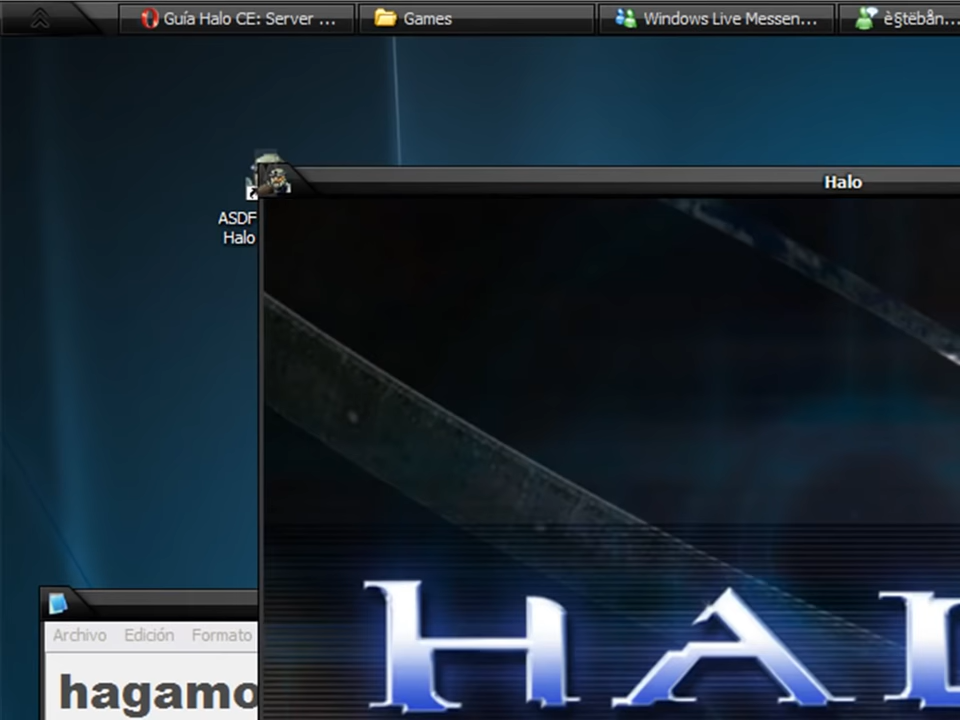 Guía Halo CE: Server ...
Games
Windows Live Messen...
è§tëbån...
Halo
ASDF
Halo
Archivo Edición Formato
hagamo
HAL